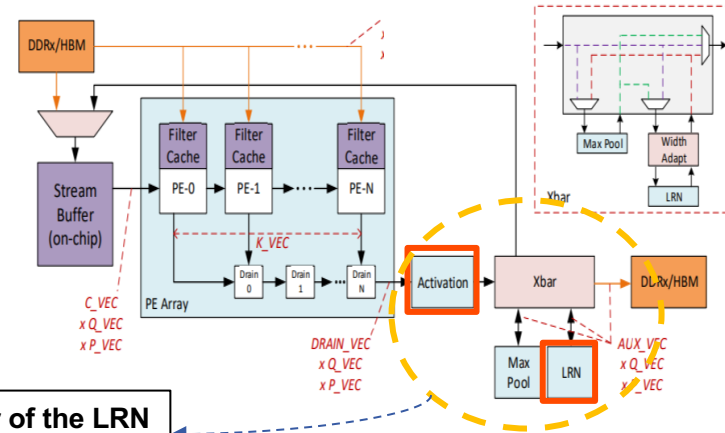 DDRx/HBM
Filter
Cache
PE-0
Filter
Cache
PE-1
Filter
Cache
PE-N
Stream
Buffer
(on-chip)
K_VEC
Drain
0
Drain
1
Drain
N
PE Array
C_VEC
x Q_VEC
x P_VEC
DRAIN_VEC
x Q_VEC
x P_VEC
Activation
Xbar
DDRx/HBM
Max
Pool
LRN
AUX_VEC
x Q_VEC
Max Pool
Width
Adapt
LRN
Xbar
of the LRN